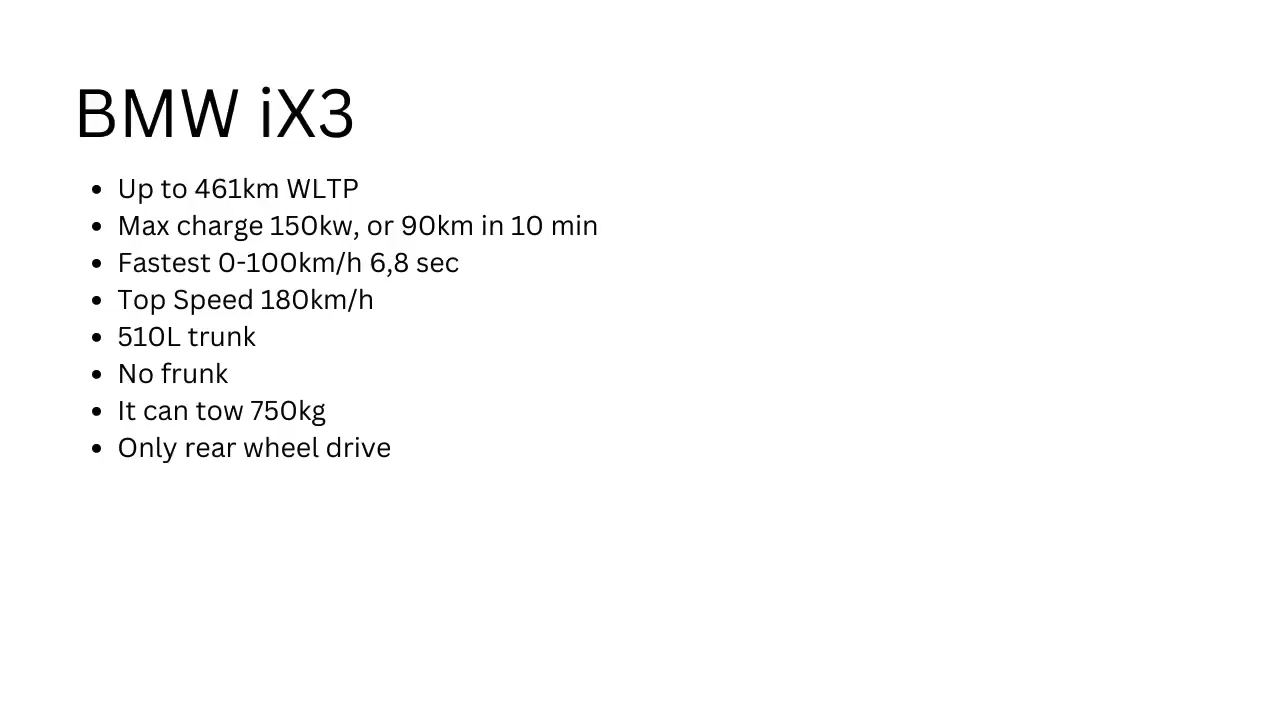 BMW iX3
• Up to 461km WLTP
• Max charge 150kw, or 90km in 10 min
• Fastest 0-100km/h 6,8 sec
• Top Speed 180km/h
• 510L trunk
• No frunk
• It can tow 750kg
• Only rear wheel drive